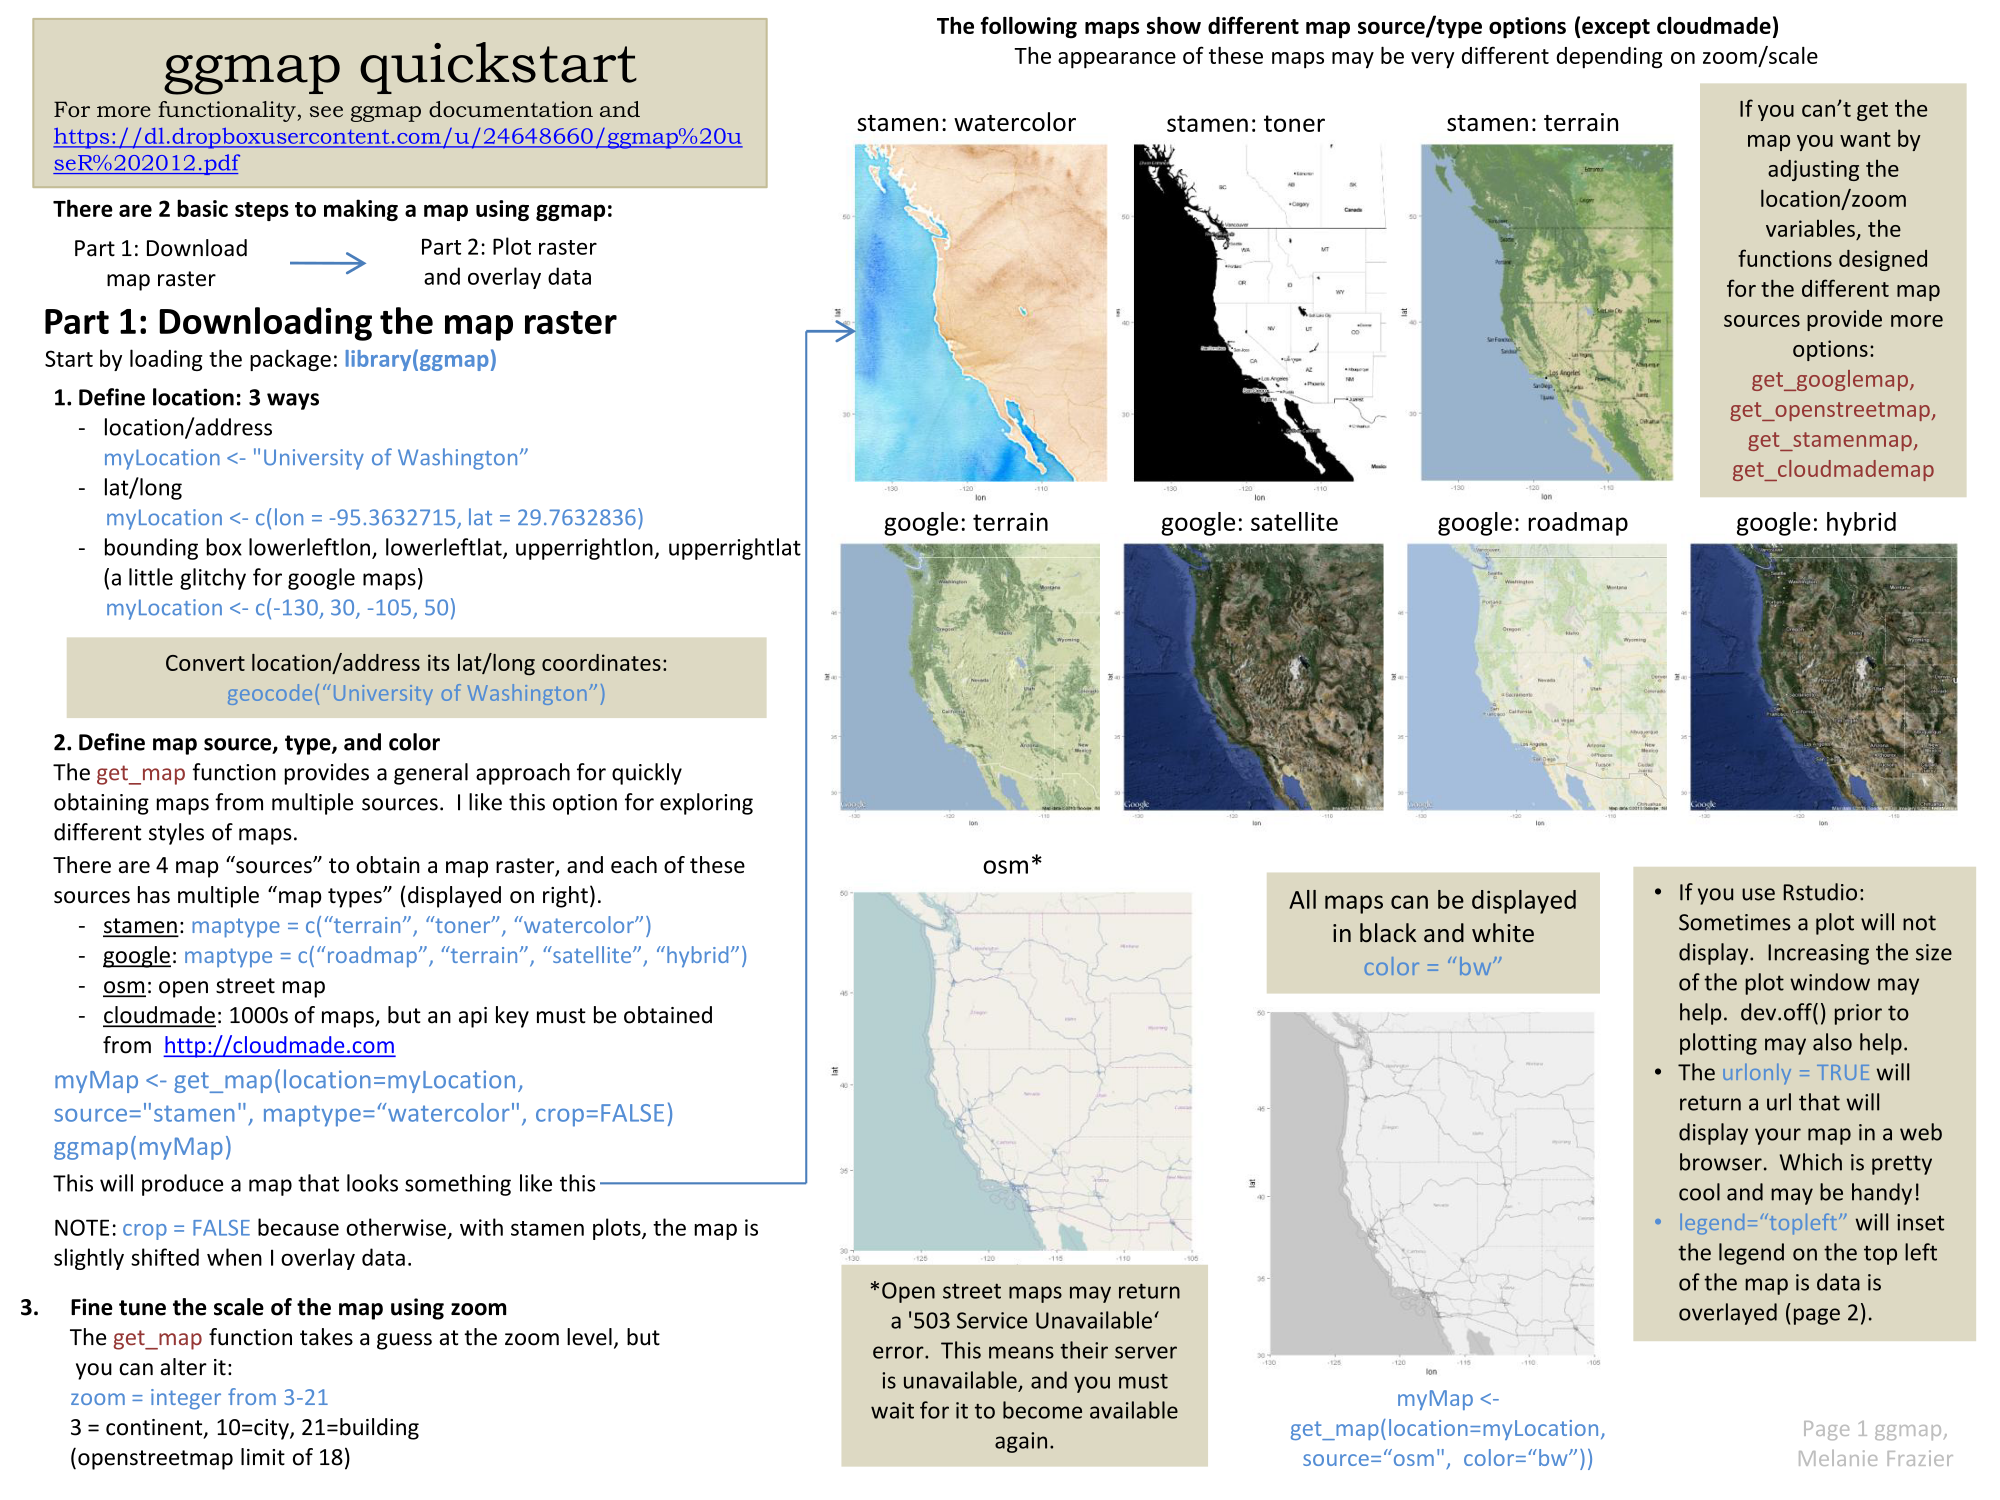 ggmap quickstart
For more functionality, see ggmap documentation and
https://dl.dropboxusercontent.com/u/24648660/ggmap%20u
seR%202012.pdf
There are 2 basic steps to making a map using ggmap:
Part 1: Download
map raster
Part 2: Plot raster
and overlay data
Part 1: Downloading the map raster
Start by loading the package: library(ggmap)
1. Define location: 3 ways
- location/address
myLocation <- "University of Washington”
- lat/long
myLocation <- c(lon = -95.3632715, lat = 29.7632836)
- bounding box lowerleftlon, lowerleftlat, upperrightlon, upperrightlat
(a little glitchy for google maps)
myLocation <- c(-130, 30, -105, 50)
Convert location/address its lat/long coordinates:
geocode(“University of Washington”)
2. Define map source, type, and color
The get_map function provides a general approach for quickly
obtaining maps from multiple sources.  I like this option for exploring
different styles of maps.
There are 4 map “sources” to obtain a map raster, and each of these
sources has multiple “map types” (displayed on right).
- stamen: maptype = c(“terrain”, “toner”, “watercolor”)
- google: maptype = c(“roadmap”, “terrain”, “satellite”, “hybrid”)
- osm: open street map
- cloudmade: 1000s of maps, but an api key must be obtained
from  http://cloudmade.com
myMap <- get_map(location=myLocation,
source="stamen", maptype=“watercolor", crop=FALSE)
ggmap(myMap)
This will produce a map that looks something like this
NOTE: crop = FALSE because otherwise, with stamen plots, the map is
slightly shifted when I overlay data.
3. Fine tune the scale of the map using zoom
The get_map function takes a guess at the zoom level, but
you can alter it:
zoom = integer from 3-21
3 = continent, 10=city, 21=building
(openstreetmap limit of 18)
The following maps show different map source/type options (except cloudmade)
The appearance of these maps may be very different depending on zoom/scale
stamen: watercolor
stamen: toner
stamen: terrain
If you can’t get the
map you want by
adjusting the
location/zoom
variables, the
functions designed
for the different map
sources provide more
options:
get_googlemap,
get_openstreetmap,
get_stamenmap,
get_cloudmademap
google: terrain
google: satellite
google: roadmap
google: hybrid
osm*
*Open street maps may return
a '503 Service Unavailable‘
error.  This means their server
is unavailable, and you must
wait for it to become available
again.
All maps can be displayed
in black and white
color = “bw”
myMap <-
get_map(location=myLocation,
source=“osm",  color=“bw”))
• If you use Rstudio:
Sometimes a plot will not
display.  Increasing the size
of the plot window may
help.  dev.off() prior to
plotting may also help.
• The urlonly = TRUE will
return a url that will
display your map in a web
browser.  Which is pretty
cool and may be handy!
• legend=“topleft” will inset
the legend on the top left
of the map is data is
overlayed (page 2).
Page 1 ggmap,
Melanie Frazier